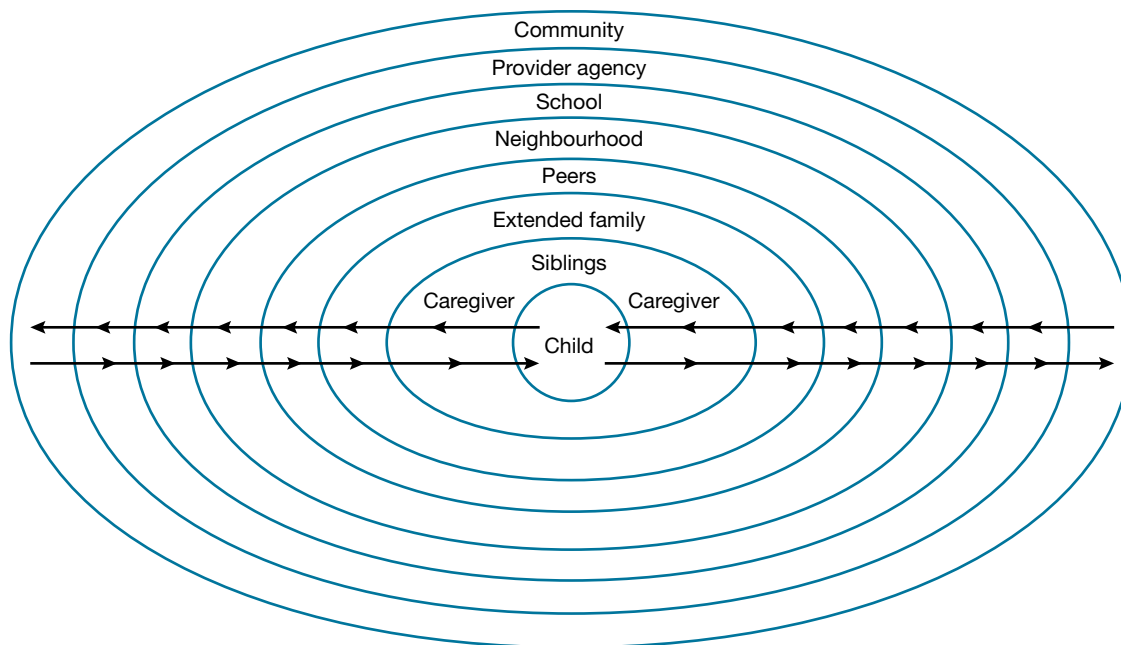 Community
Provider agency
School
Neighbourhood
Peers
Extended family
Siblings
Caregiver
Caregiver
Child